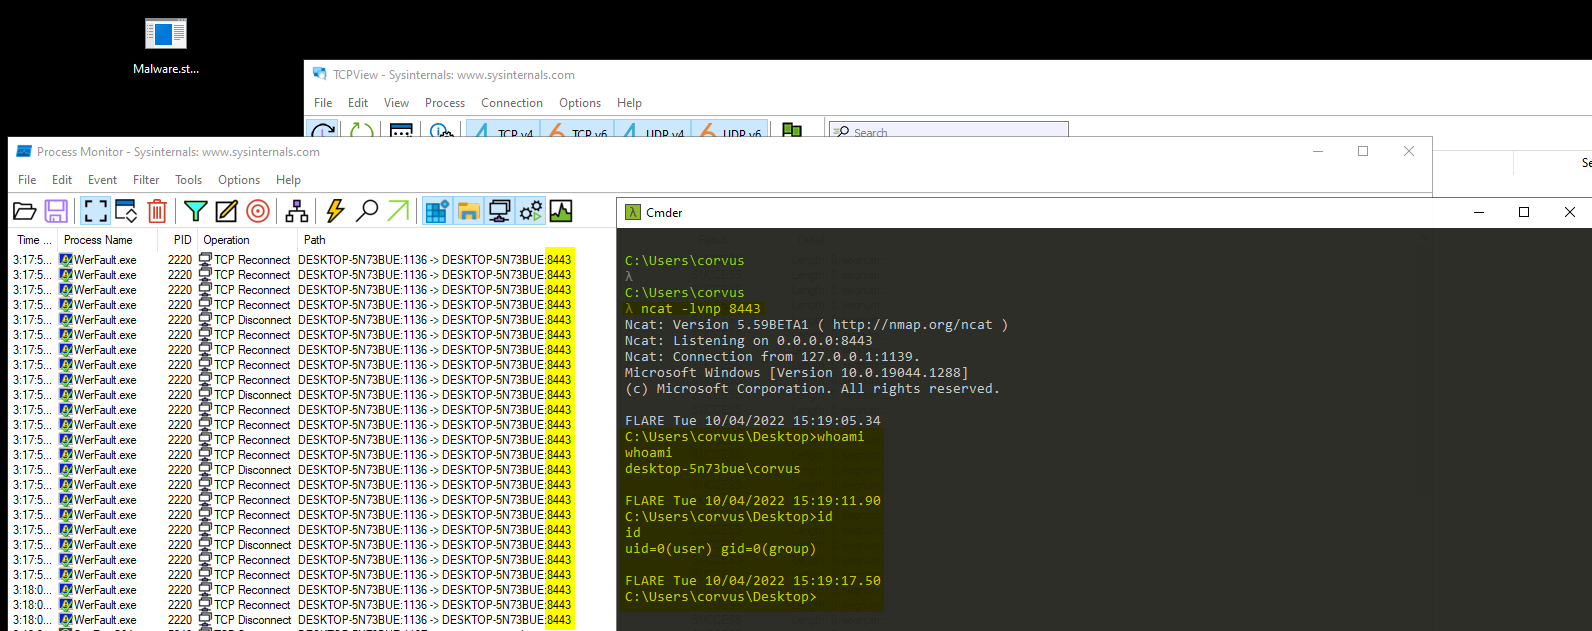 Malware.st...
TCPView - Sysinternals: www.sysinternals.com
File Edit View Process Connection Options Help
TCP v4 TCP v6 UDP v4 UDP v6 Search
Process Monitor - Sysinternals: www.sysinternals.com
Se
File Edit Event Filter Tools Options Help
Time ... Process Name PID Operation Path
3:17:5... WerFault.exe 2220 TCP Reconnect DESKTOP-5N73BUE:1136 -> DESKTOP-5N73BUE:8443
3:17:5... WerFault.exe 2220 TCP Reconnect DESKTOP-5N73BUE:1136 -> DESKTOP-5N73BUE:8443
3:17:5... WerFault.exe 2220 TCP Reconnect DESKTOP-5N73BUE:1136 -> DESKTOP-5N73BUE:8443
3:17:5... WerFault.exe 2220 TCP Reconnect DESKTOP-5N73BUE:1136 -> DESKTOP-5N73BUE:8443
3:17:5... WerFault.exe 2220 TCP Disconnect DESKTOP-5N73BUE:1136 -> DESKTOP-5N73BUE:8443
3:17:5... WerFault.exe 2220 TCP Reconnect DESKTOP-5N73BUE:1136 -> DESKTOP-5N73BUE:8443
3:17:5... WerFault.exe 2220 TCP Reconnect DESKTOP-5N73BUE:1136 -> DESKTOP-5N73BUE:8443
3:17:5... WerFault.exe 2220 TCP Reconnect DESKTOP-5N73BUE:1136 -> DESKTOP-5N73BUE:8443
3:17:5... WerFault.exe 2220 TCP Reconnect DESKTOP-5N73BUE:1136 -> DESKTOP-5N73BUE:8443
3:17:5... WerFault.exe 2220 TCP Disconnect DESKTOP-5N73BUE:1136 -> DESKTOP-5N73BUE:8443
3:17:5... WerFault.exe 2220 TCP Reconnect DESKTOP-5N73BUE:1136 -> DESKTOP-5N73BUE:8443
3:17:5... WerFault.exe 2220 TCP Reconnect DESKTOP-5N73BUE:1136 -> DESKTOP-5N73BUE:8443
3:17:5... WerFault.exe 2220 TCP Reconnect DESKTOP-5N73BUE:1136 -> DESKTOP-5N73BUE:8443
3:17:5... WerFault.exe 2220 TCP Reconnect DESKTOP-5N73BUE:1136 -> DESKTOP-5N73BUE:8443
3:17:5... WerFault.exe 2220 TCP Disconnect DESKTOP-5N73BUE:1136 -> DESKTOP-5N73BUE:8443
3:17:5... WerFault.exe 2220 TCP Reconnect DESKTOP-5N73BUE:1136 -> DESKTOP-5N73BUE:8443
3:17:5... WerFault.exe 2220 TCP Reconnect DESKTOP-5N73BUE:1136 -> DESKTOP-5N73BUE:8443
3:17:5... WerFault.exe 2220 TCP Reconnect DESKTOP-5N73BUE:1136 -> DESKTOP-5N73BUE:8443
3:17:5... WerFault.exe 2220 TCP Reconnect DESKTOP-5N73BUE:1136 -> DESKTOP-5N73BUE:8443
3:17:5... WerFault.exe 2220 TCP Disconnect DESKTOP-5N73BUE:1136 -> DESKTOP-5N73BUE:8443
3:17:5... WerFault.exe 2220 TCP Reconnect DESKTOP-5N73BUE:1136 -> DESKTOP-5N73BUE:8443
3:17:5... WerFault.exe 2220 TCP Reconnect DESKTOP-5N73BUE:1136 -> DESKTOP-5N73BUE:8443
3:18:0... WerFault.exe 2220 TCP Reconnect DESKTOP-5N73BUE:1136 -> DESKTOP-5N73BUE:8443
3:18:0... WerFault.exe 2220 TCP Reconnect DESKTOP-5N73BUE:1136 -> DESKTOP-5N73BUE:8443
3:18:0... WerFault.exe 2220 TCP Disconnect DESKTOP-5N73BUE:1136 -> DESKTOP-5N73BUE:8443
Cmder
C:\Users\corvus
λ
C:\Users\corvus
λ ncat -lvnp 8443
Ncat: Version 5.59BETA1 ( http://nmap.org/ncat )
Ncat: Listening on 0.0.0.0:8443
Ncat: Connection from 127.0.0.1:1139.
Microsoft Windows [Version 10.0.19044.1288]
(c) Microsoft Corporation. All rights reserved.
FLARE Tue 10/04/2022 15:19:05.34
C:\Users\corvus\Desktop>whoami
whoami
desktop-5n73bue\corvus
FLARE Tue 10/04/2022 15:19:11.90
C:\Users\corvus\Desktop>id
id
uid=0(user) gid=0(group)
FLARE Tue 10/04/2022 15:19:17.50
C:\Users\corvus\Desktop>